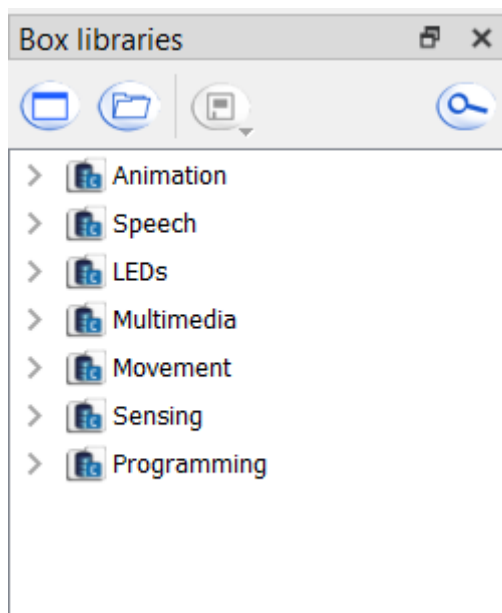 Box libraries
Animation
Speech
LEDs
Multimedia
Movement
Sensing
Programming